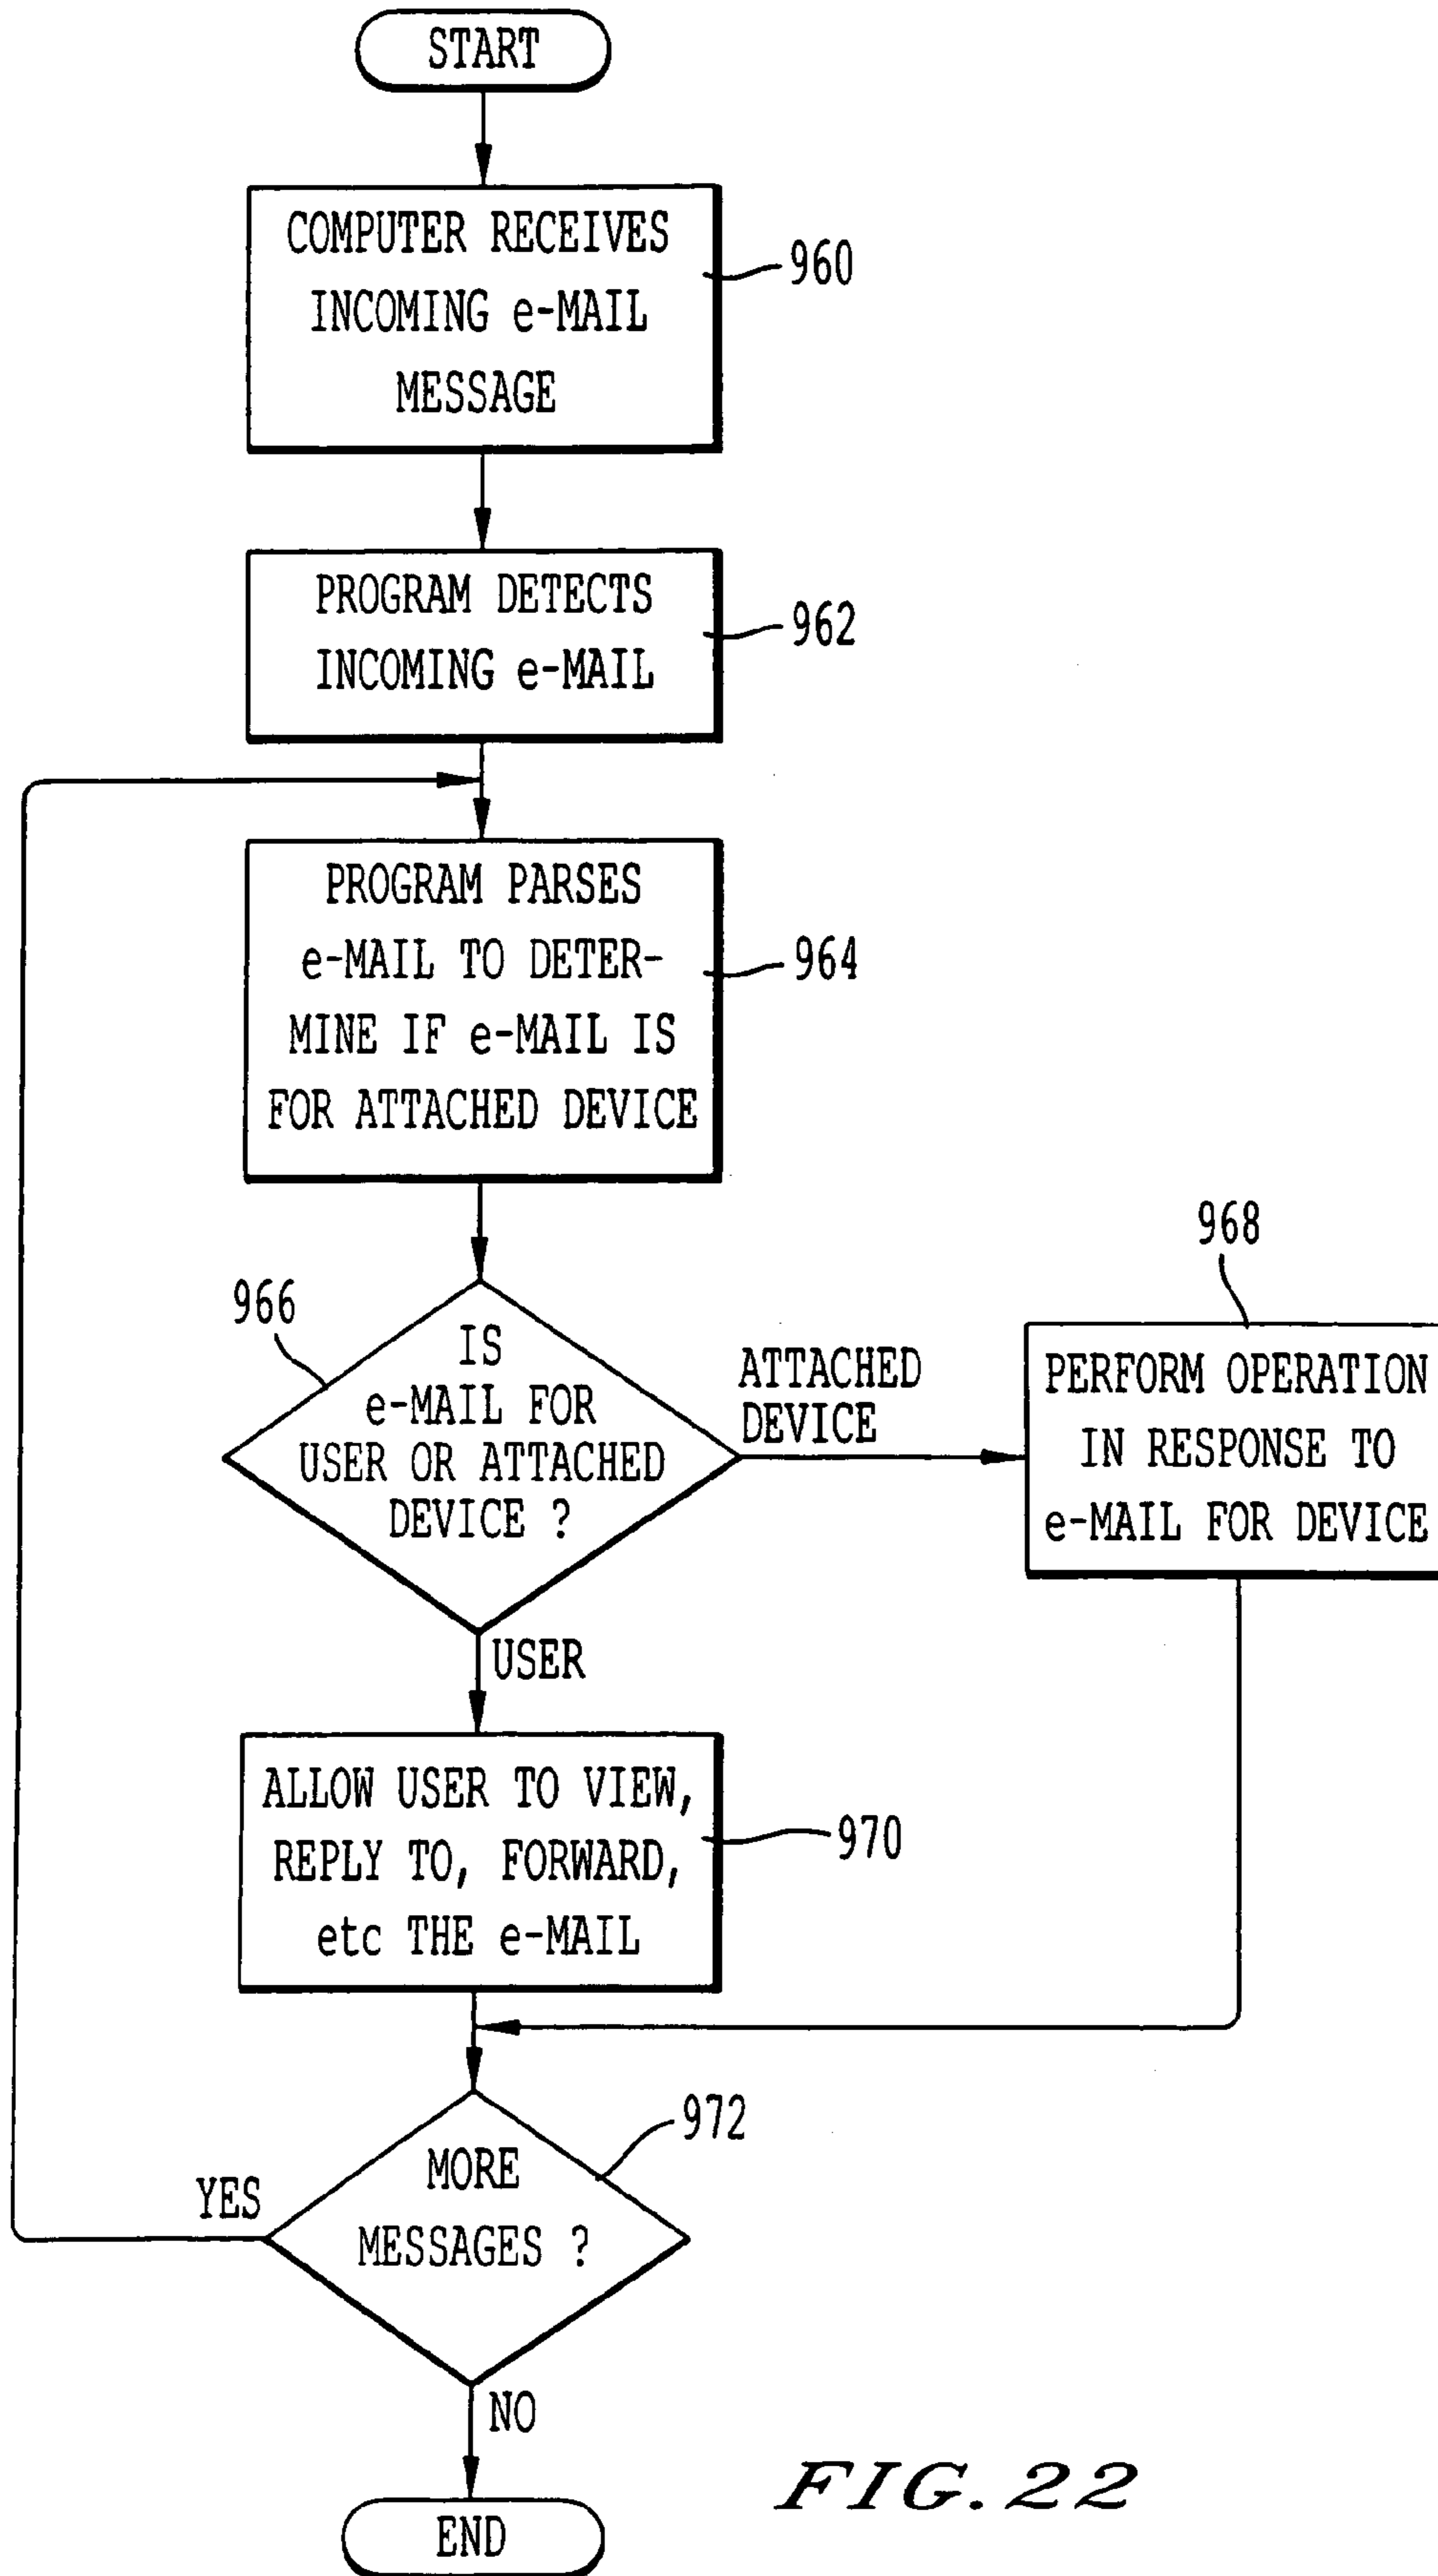 START
COMPUTER RECEIVES
INCOMING e-MAIL
MESSAGE
960
PROGRAM DETECTS
INCOMING e-MAIL
962
PROGRAM PARSES
e-MAIL TO DETER-
MINE IF e-MAIL IS
FOR ATTACHED DEVICE
964
966
IS
e-MAIL FOR
USER OR ATTACHED
DEVICE ?
ATTACHED
DEVICE
968
PERFORM OPERATION
IN RESPONSE TO
e-MAIL FOR DEVICE
USER
ALLOW USER TO VIEW,
REPLY TO, FORWARD,
etc THE e-MAIL
970
972
MORE
MESSAGES ?
YES
NO
END
FIG. 22